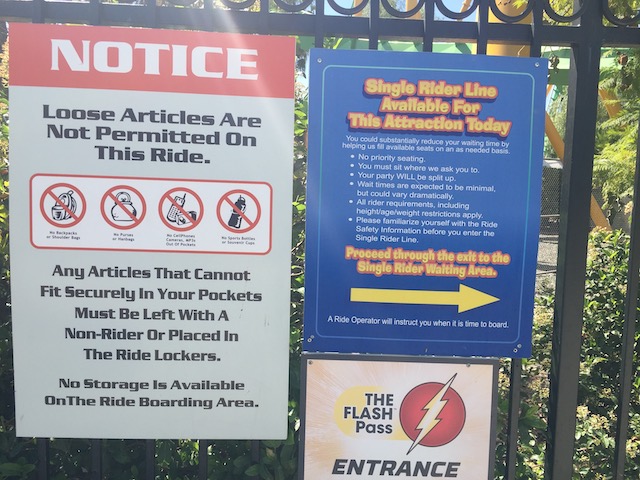 NOTICE
Loose Articles Are
Not Permitted On
This Ride.
No Backpacks
or Shoulder Bags
No Purses
or Handbags
No CellPhones
Cameras, MP3's
Out Of Pockets
No Sports Bottles
or Souvenir Cups
Any Articles That Cannot
Fit Securely In Your Pockets
Must Be Left With A
Non-Rider Or Placed In
The Ride Lockers.
No Storage Is Available
OnThe Ride Boarding Area.
Single Rider Line
Available For
This Attraction Today
You could substantially reduce your waiting time by
helping us fill available seats on an as needed basis.
• No priority seating.
• You must sit where we ask you to.
• Your party WILL be split up.
• Wait times are expected to be minimal,
but could vary dramatically.
• All rider requirements, including
height/age/weight restrictions apply.
• Please familiarize yourself with the Ride
Safety Information before you enter the
Single Rider Line.
Proceed through the exit to the
Single Rider Waiting Area.
A Ride Operator will instruct you when it is time to board.
THE
FLASH
Pass
ENTRANCE